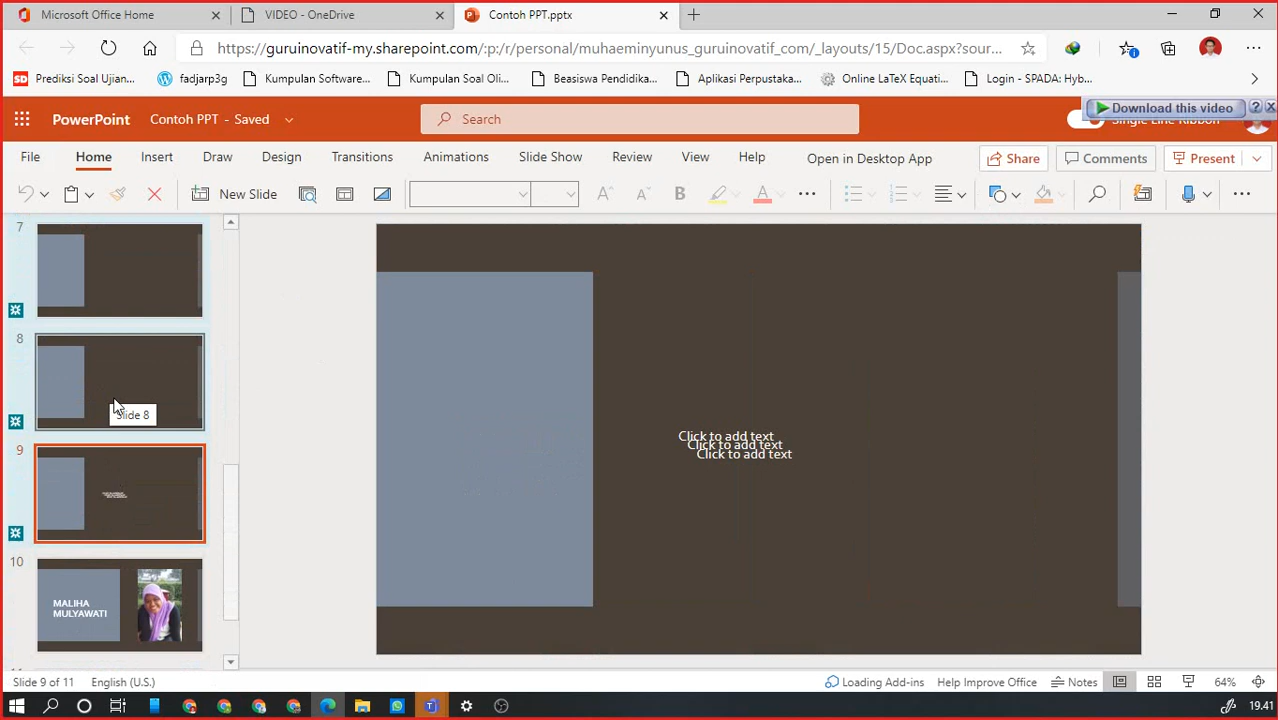 Microsoft Office Home
VIDEO - OneDrive
Contoh PPT.pptx
https://guruinovatif-my.sharepoint.com/:p:/r/personal/muhaeminyunus_guruinovatif_com/_layouts/15/Doc.aspx?sour...
Prediksi Soal Ujian...
fadjarp3g
Kumpulan Software...
Kumpulan Soal Oli...
Beasiswa Pendidika...
Aplikasi Perpustaka...
Online LaTeX Equati...
Login - SPADA: Hyb...
Download this video
PowerPoint
Contoh PPT - Saved
Search
Single Line Ribbon
File
Home
Insert
Draw
Design
Transitions
Animations
Slide Show
Review
View
Help
Open in Desktop App
Share
Comments
Present
New Slide
7
8
Slide 8
9
10
MALIHA
MULYAWATI
Click to add text
Click to add text
Click to add text
Slide 9 of 11
English (U.S.)
Loading Add-ins
Help Improve Office
Notes
64%
19.41